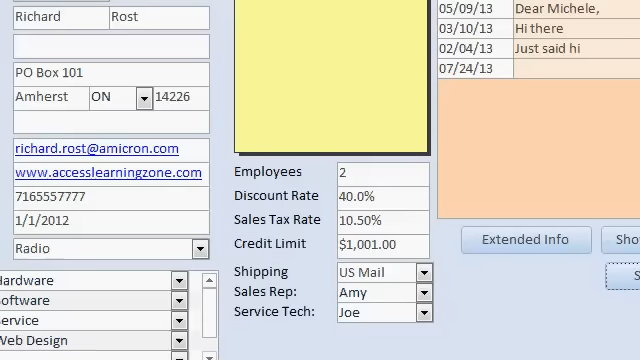 Richard Rost
PO Box 101
Amherst ON 14226
richard.rost@amicron.com
www.accesslearningzone.com
7165557777
1/1/2012
Radio
Hardware
Software
Service
Web Design
Employees 2
Discount Rate 40.0%
Sales Tax Rate 10.50%
Credit Limit $1,001.00
Shipping US Mail
Sales Rep: Amy
Service Tech: Joe
05/09/13 Dear Michele,
03/10/13 Hi there
02/04/13 Just said hi
07/24/13
Extended Info